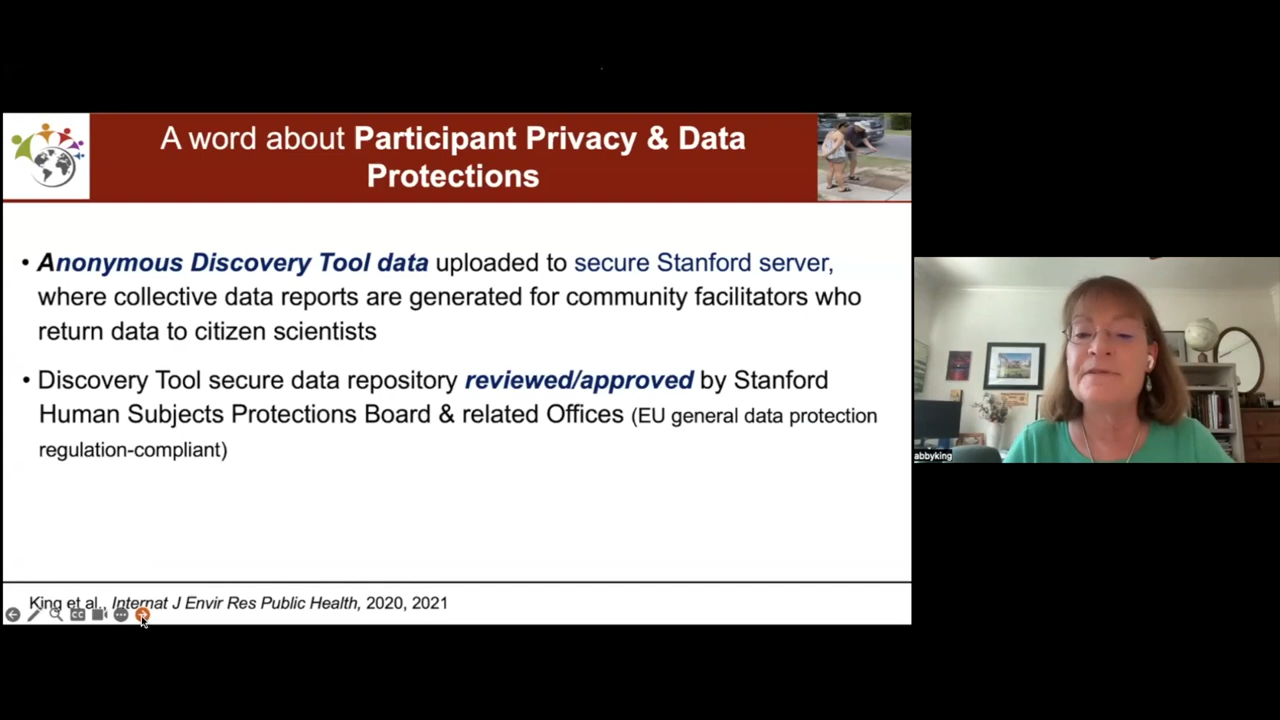 A word about Participant Privacy & Data
Protections
• Anonymous Discovery Tool data uploaded to secure Stanford server,
where collective data reports are generated for community facilitators who
return data to citizen scientists
• Discovery Tool secure data repository reviewed/approved by Stanford
Human Subjects Protections Board & related Offices (EU general data protection
regulation-compliant)
King et al., Internat J Envir Res Public Health, 2020, 2021
CC
abbyking